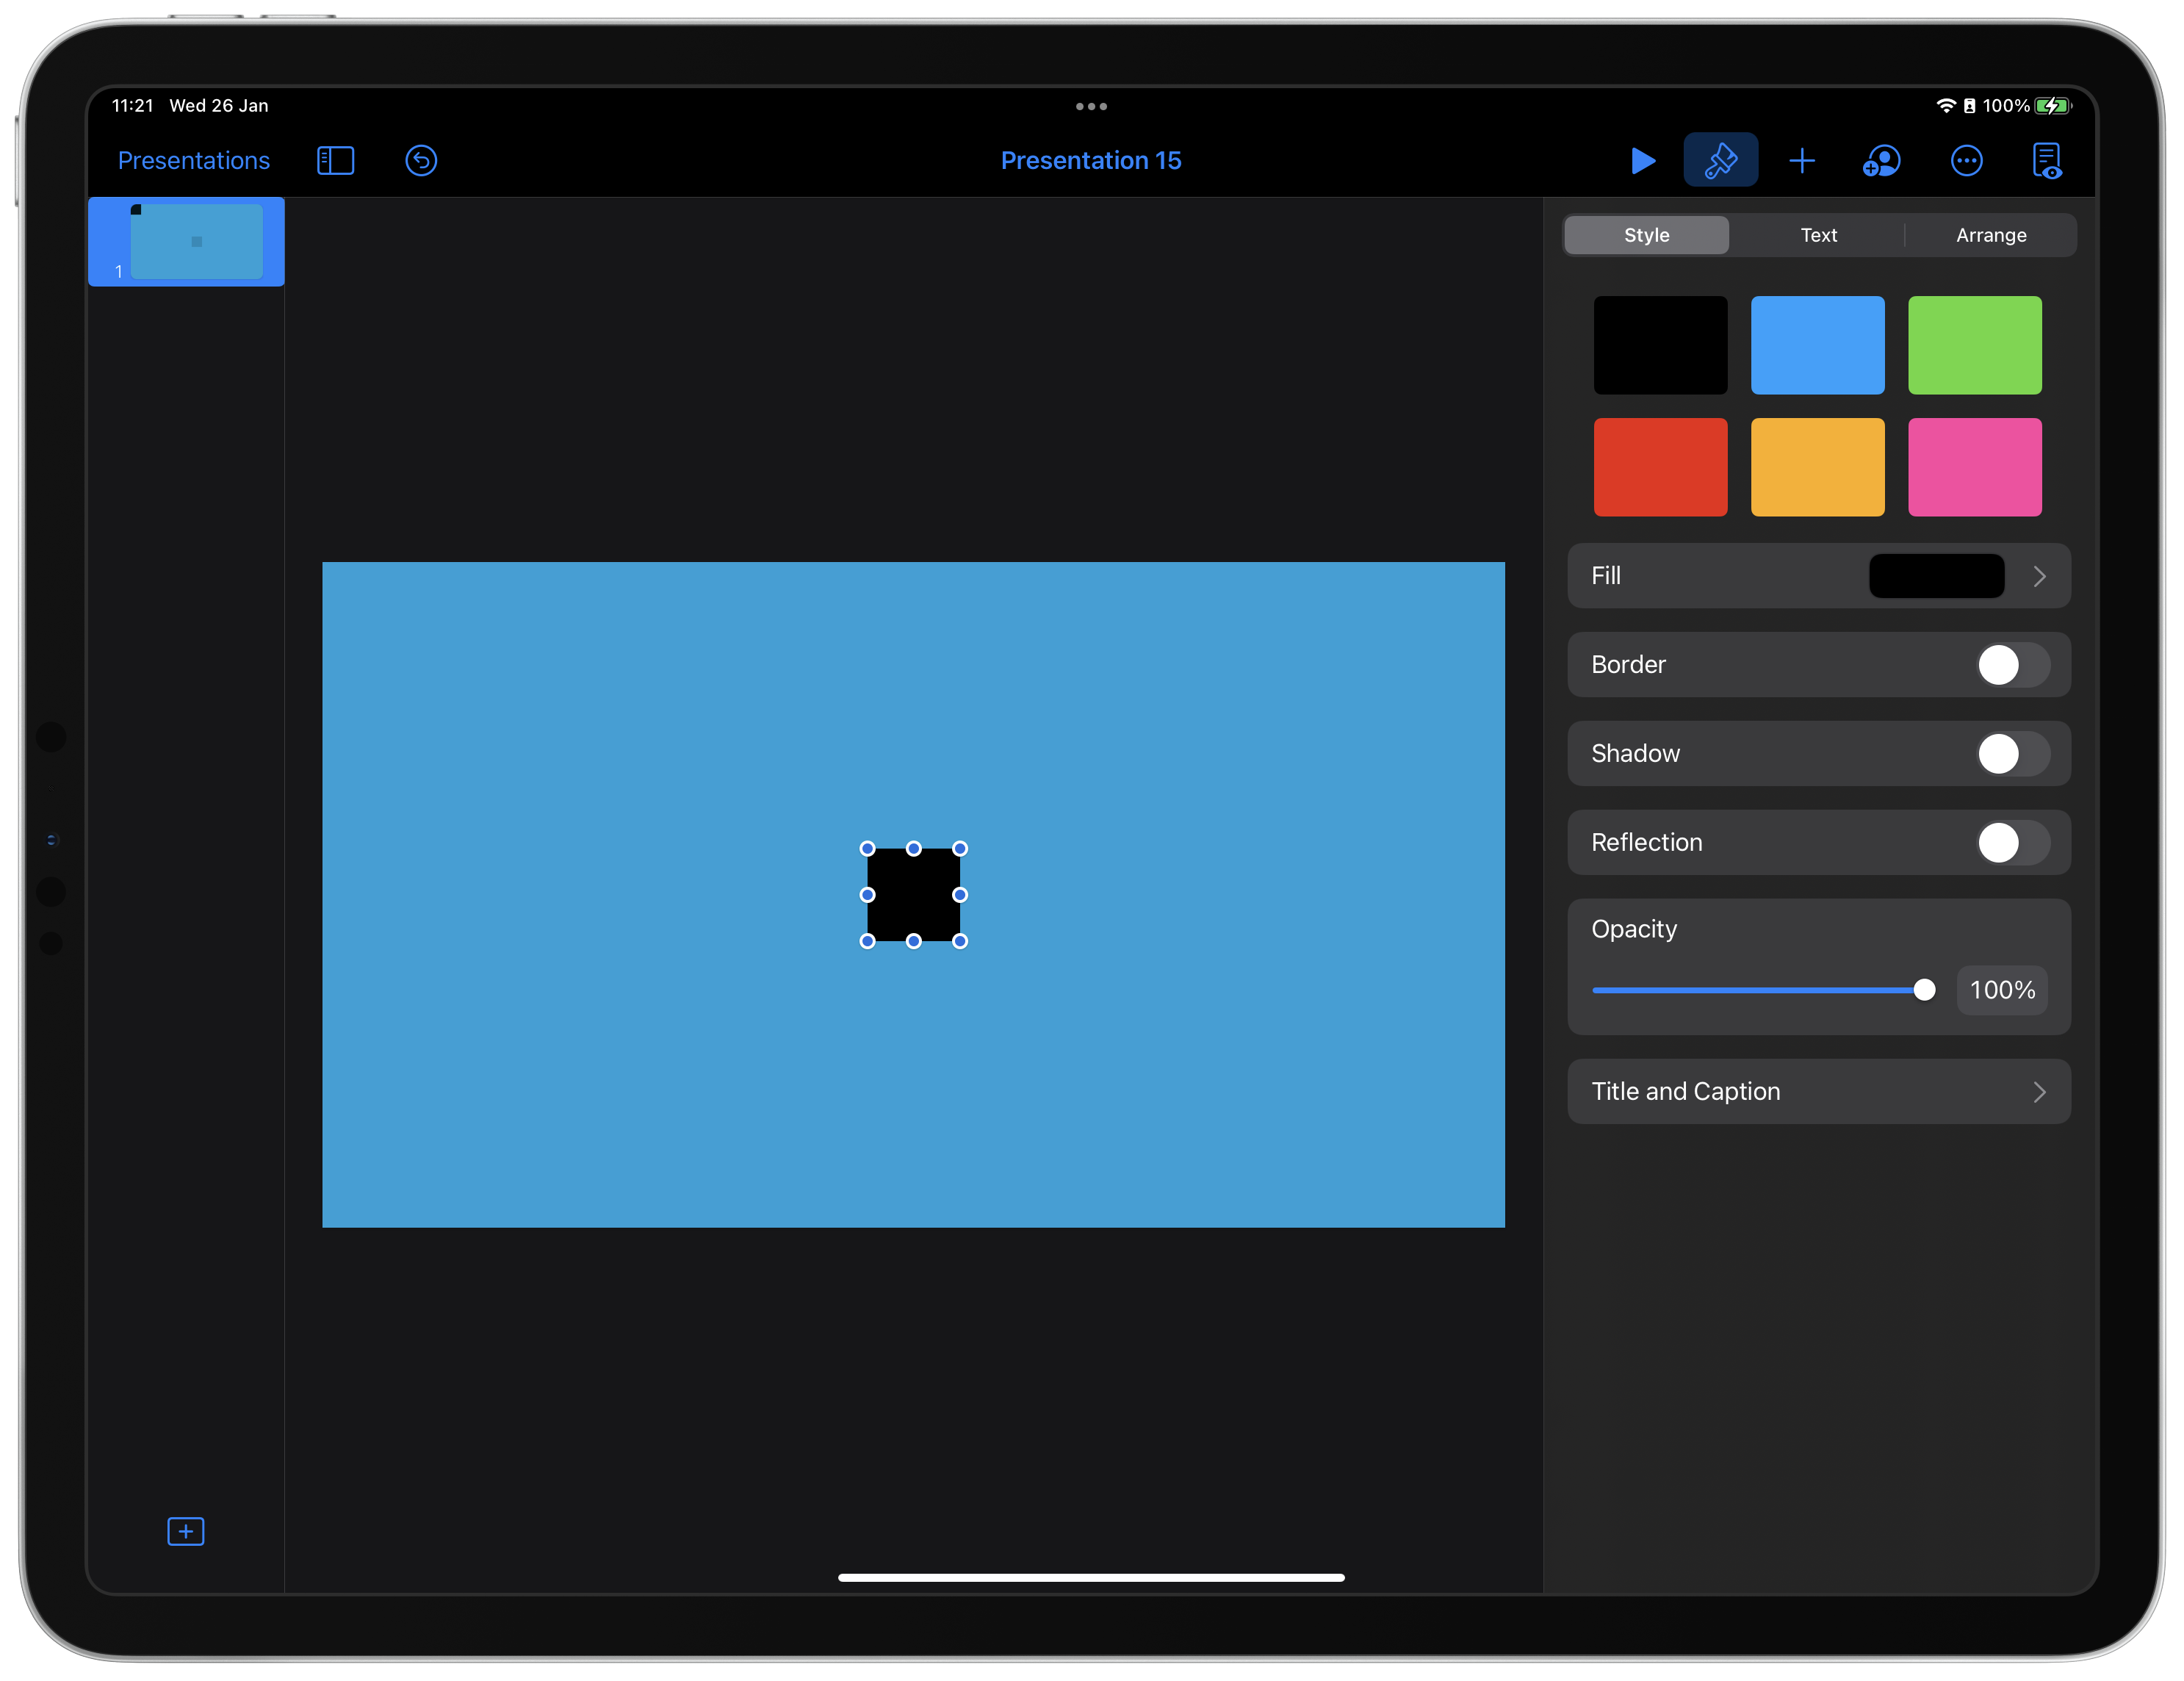 11:21 Wed 26 Jan
100%
Presentations
Presentation 15
1
Style
Text
Arrange
Fill
Border
Shadow
Reflection
Opacity
100%
Title and Caption